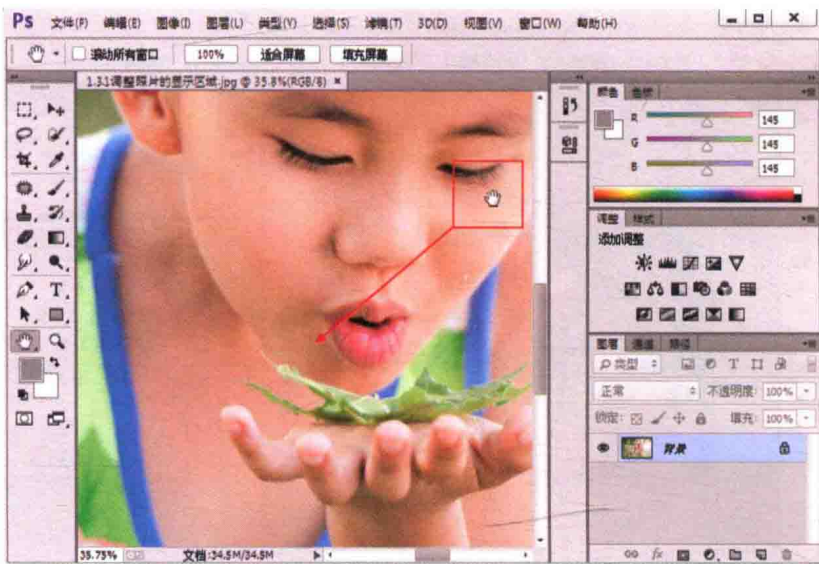 Ps 文件(F) 编辑(E) 图像(I) 图层(L) 类型(Y) 选择(S) 滤镜(T) 3D(D) 视图(V) 窗口(W) 帮助(H)
滚动所有窗口 100% 适合屏幕 填充屏幕
1.3.1调整照片的显示区域.jpg @ 35.8%(RGB/8) ×
颜色 色板
R 145
G 145
B 145
调整 样式
添加调整
图层 通道 路径
类型
正常 不透明度: 100%
锁定: 填充: 100%
背景
fx
35.75% 文档:34.5M/34.5M